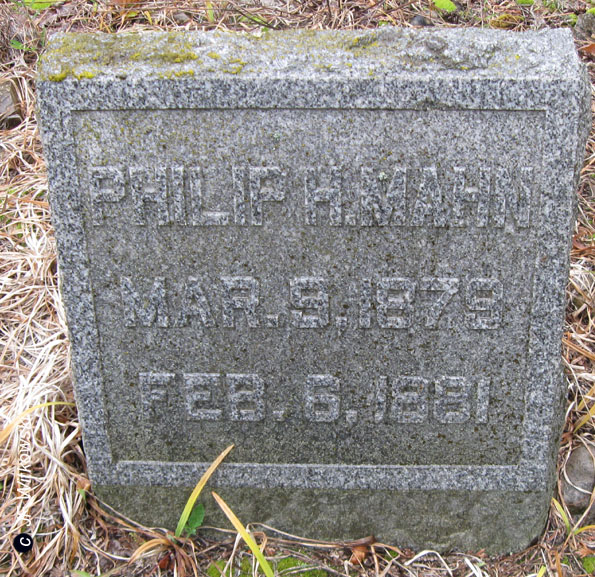 PHILIP H. MAHN
MAR. 9, 1879
FEB. 6, 1881